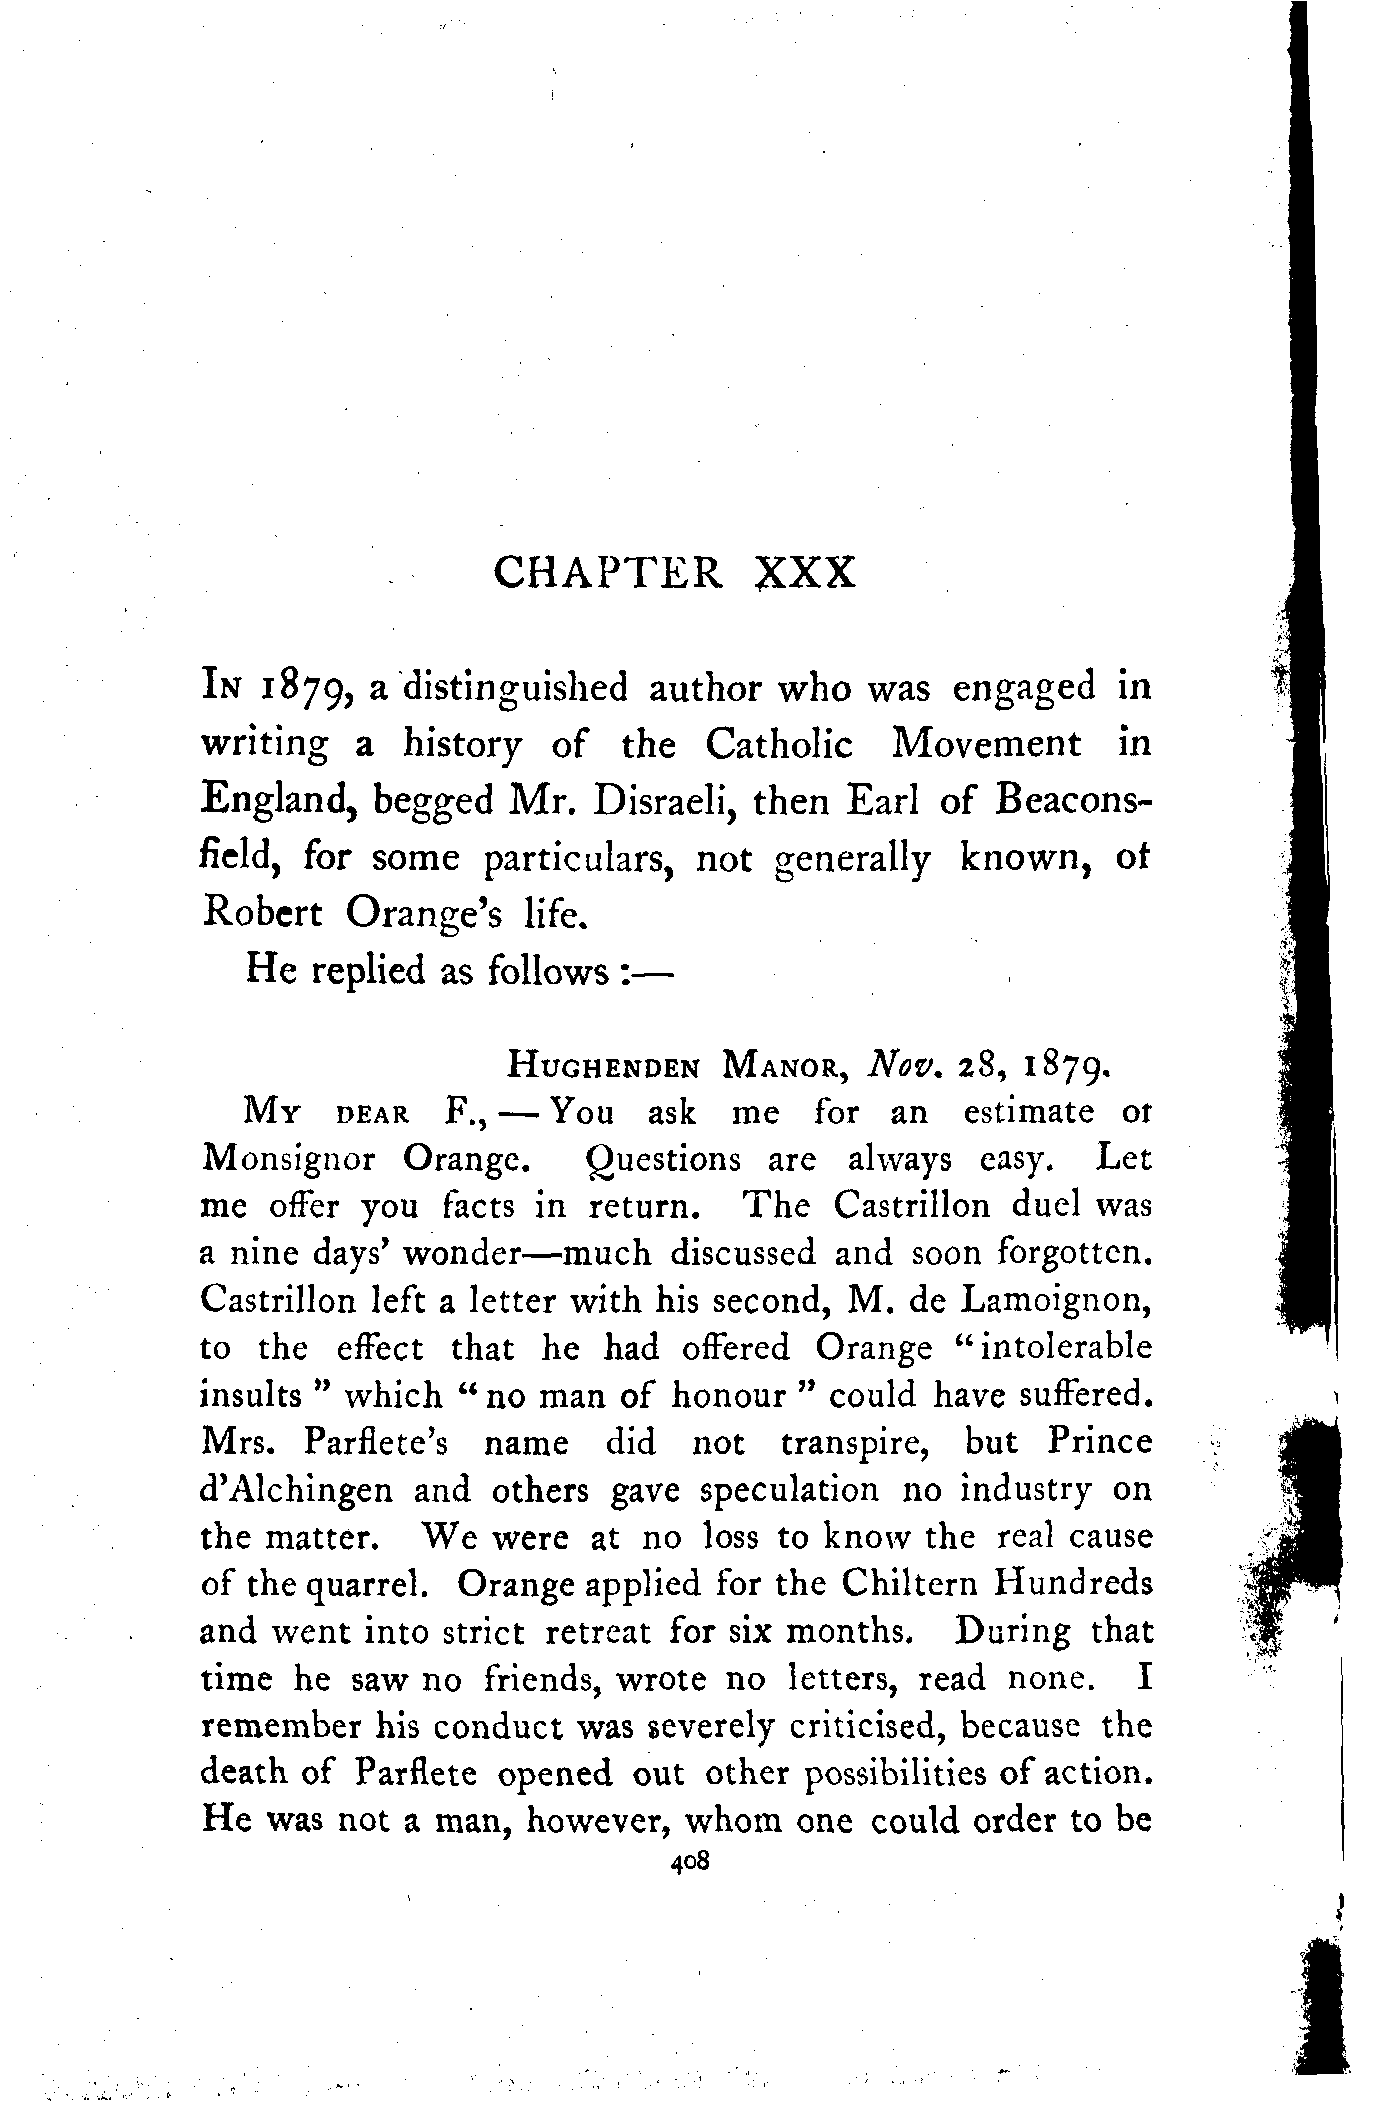 CHAPTER XXX
In 1879, a distinguished author who was engaged in
writing a history of the Catholic Movement in
England, begged Mr. Disraeli, then Earl of Beacons-
field, for some particulars, not generally known, of
Robert Orange's life.
He replied as follows :—
Hughenden Manor, Nov. 28, 1879.
My dear F.,—You ask me for an estimate of
Monsignor Orange. Questions are always easy. Let
me offer you facts in return. The Castrillon duel was
a nine days' wonder—much discussed and soon forgotten.
Castrillon left a letter with his second, M. de Lamoignon,
to the effect that he had offered Orange "intolerable
insults" which "no man of honour" could have suffered.
Mrs. Parflete's name did not transpire, but Prince
d'Alchingen and others gave speculation no industry on
the matter. We were at no loss to know the real cause
of the quarrel. Orange applied for the Chiltern Hundreds
and went into strict retreat for six months. During that
time he saw no friends, wrote no letters, read none. I
remember his conduct was severely criticised, because the
death of Parflete opened out other possibilities of action.
He was not a man, however, whom one could order to be
408